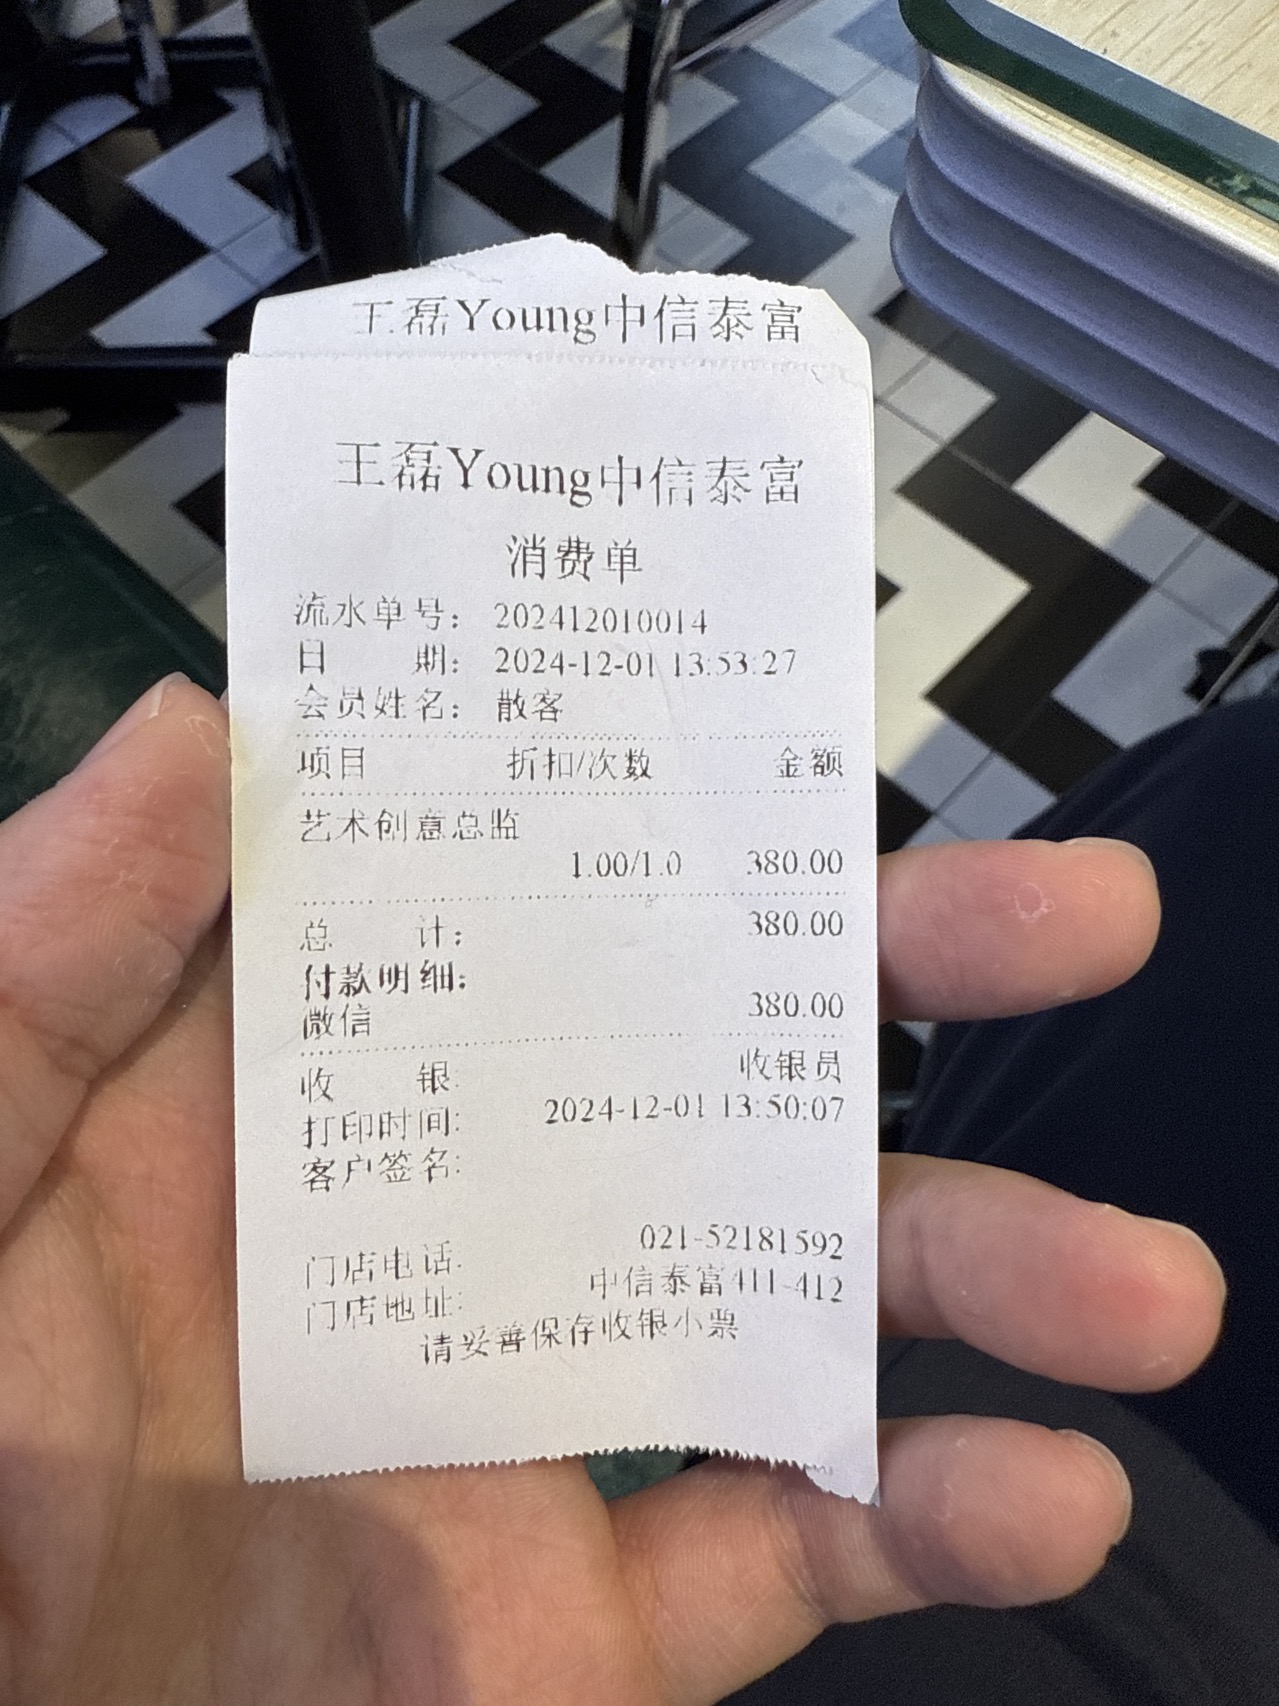 王磊Young中信泰富
王磊Young中信泰富
消费单
流水单号： 202412010014
日 期： 2024-12-01 13:53:27
会员姓名： 散客
项目 折扣/次数 金额
艺术创意总监
1.00/1.0 380.00
总 计： 380.00
付款明细：
微信 380.00
收 银: 收银员
打印时间: 2024-12-01 13:50:07
客户签名:
门店电话: 021-52181592
门店地址: 中信泰富411-412
请妥善保存收银小票